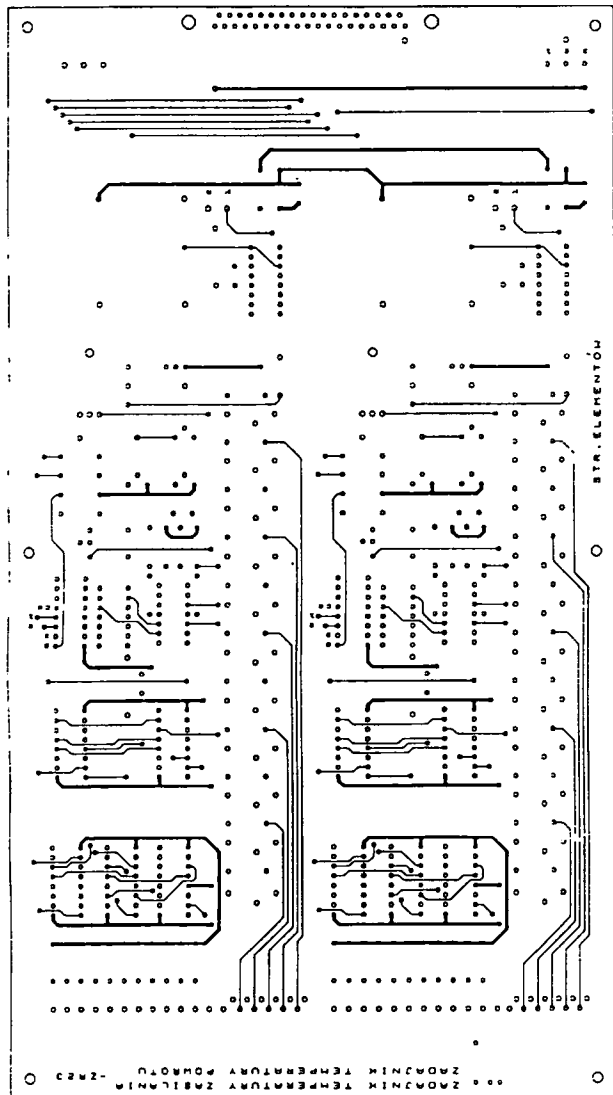 STR. ELEMENTÓW
ZADAJNIK TEMPERATURY ZASILANIA
ZADAJNIK TEMPERATURY POWROTU